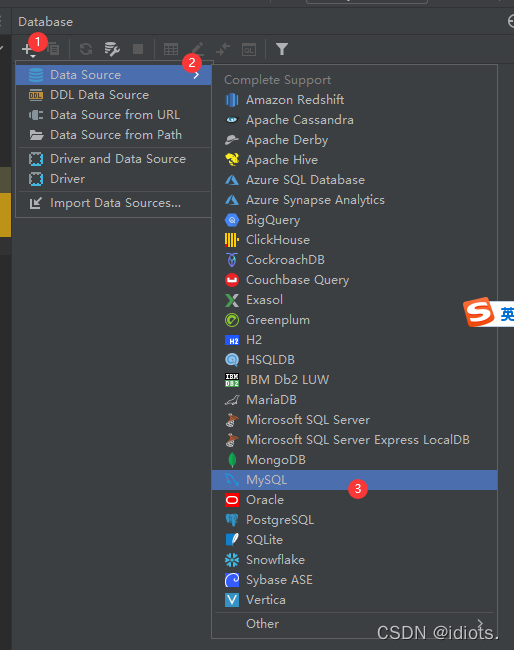 Database
1
2
Data Source
DDL Data Source
Data Source from URL
Data Source from Path
Driver and Data Source
Driver
Import Data Sources...
Complete Support
Amazon Redshift
Apache Cassandra
Apache Derby
Apache Hive
Azure SQL Database
Azure Synapse Analytics
BigQuery
ClickHouse
CockroachDB
Couchbase Query
Exasol
Greenplum
H2 H2
HSQLDB
IBM DB2 IBM Db2 LUW
MariaDB
Microsoft SQL Server
Microsoft SQL Server Express LocalDB
MongoDB
MySQL
3
Oracle
PostgreSQL
SQLite
Snowflake
Sybase ASE
Vertica
Other
S 英
CSDN @idiots.